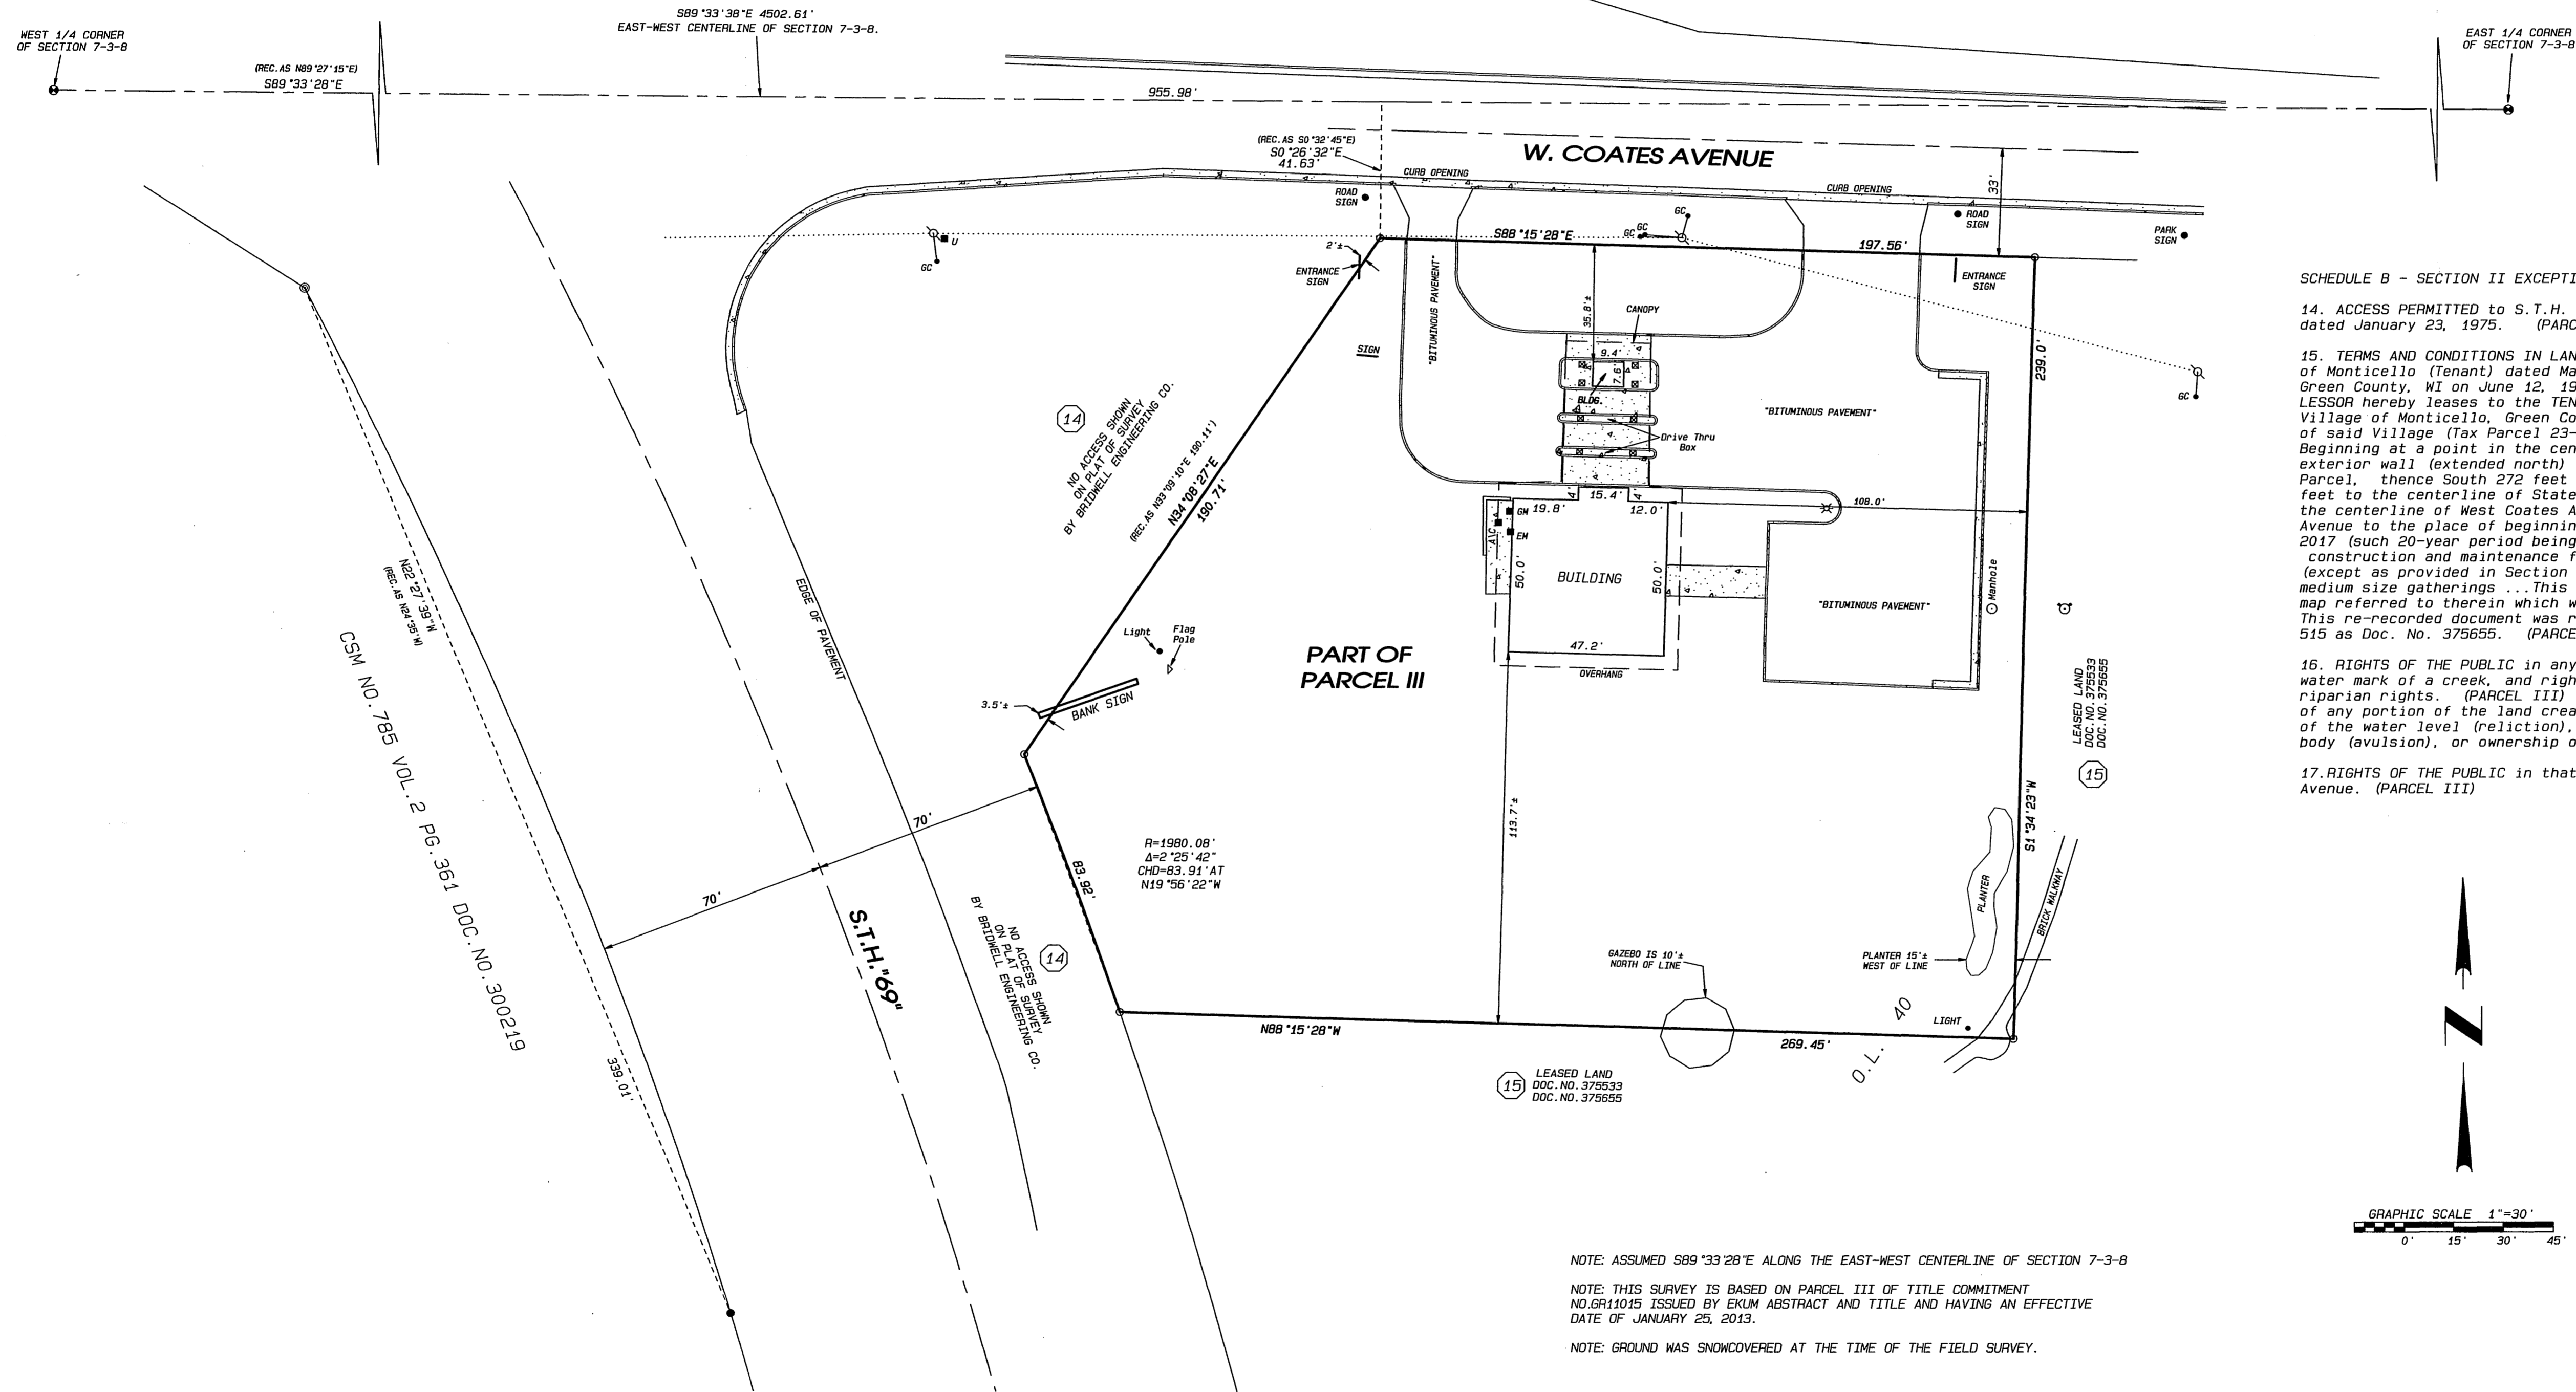 S89°33'38"E 4502.61'
EAST-WEST CENTERLINE OF SECTION 7-3-8.
WEST 1/4 CORNER
OF SECTION 7-3-8
EAST 1/4 CORNER
OF SECTION 7-3-8
(REC.AS N89°27'15"E)
S89°33'28"E
955.98'
(REC.AS S0°32'45"E)
S0°26'32"E
41.63'
W. COATES AVENUE
CURB OPENING
CURB OPENING
33'
ROAD
SIGN
ROAD
SIGN
PARK
SIGN
GC
GC
GC
U
GC
S88°15'28"E
197.56'
2'±
ENTRANCE
SIGN
ENTRANCE
SIGN
"BITUMINOUS PAVEMENT"
35.8'±
CANOPY
SIGN
9.4'
7.6'
BLDG.
239.0'
GC
"BITUMINOUS PAVEMENT"
Drive Thru
Box
14
NO ACCESS SHOWN
ON PLAT OF SURVEY
BY BRIDWELL ENGINEERING CO.
(REC.AS N33°09'10"E 190.11')
N34°08'27"E
190.71'
4'
15.4'
4'
19.8'
12.0'
108.0'
GM
EM
A\C
50.0'
BUILDING
50.0'
47.2'
OVERHANG
"BITUMINOUS PAVEMENT"
Manhole
N22°27'39"W
(REC.AS N24°35'W)
EDGE OF PAVEMENT
Light
Flag
Pole
PART OF
PARCEL III
3.5'±
BANK SIGN
CSM NO.785 VOL.2 PG.361 DOC.NO.300219
LEASED LAND
DOC.NO.375533
DOC.NO.375655
15
113.7'±
S1°34'23"W
70'
70'
83.92'
R=1980.08'
Δ=2°25'42"
CHD=83.91'AT
N19°56'22"W
PLANTER
BRICK WALKWAY
S.T.H."69"
NO ACCESS SHOWN
ON PLAT OF SURVEY
BY BRIDWELL ENGINEERING CO.
14
GAZEBO IS 10'±
NORTH OF LINE
PLANTER 15'±
WEST OF LINE
LIGHT
N88°15'28"W
269.45'
O.L. 40
339.01'
15
LEASED LAND
DOC.NO.375533
DOC.NO.375655
SCHEDULE B - SECTION II EXCEPTI
14. ACCESS PERMITTED to S.T.H.
dated January 23, 1975. (PARC
15. TERMS AND CONDITIONS IN LAN
of Monticello (Tenant) dated Ma
Green County, WI on June 12, 19
LESSOR hereby leases to the TEN
Village of Monticello, Green Co
of said Village (Tax Parcel 23-
Beginning at a point in the cen
exterior wall (extended north)
Parcel, thence South 272 feet
feet to the centerline of State
the centerline of West Coates A
Avenue to the place of beginnin
2017 (such 20-year period being
construction and maintenance f
(except as provided in Section
medium size gatherings ...This
map referred to therein which w
This re-recorded document was r
515 as Doc. No. 375655. (PARCE
16. RIGHTS OF THE PUBLIC in any
water mark of a creek, and righ
riparian rights. (PARCEL III)
of any portion of the land crea
of the water level (reliction),
body (avulsion), or ownership o
17.RIGHTS OF THE PUBLIC in that
Avenue. (PARCEL III)
N
GRAPHIC SCALE 1"=30'
0' 15' 30' 45'
NOTE: ASSUMED S89°33'28"E ALONG THE EAST-WEST CENTERLINE OF SECTION 7-3-8
NOTE: THIS SURVEY IS BASED ON PARCEL III OF TITLE COMMITMENT
NO.GR11015 ISSUED BY EKUM ABSTRACT AND TITLE AND HAVING AN EFFECTIVE
DATE OF JANUARY 25, 2013.
NOTE: GROUND WAS SNOWCOVERED AT THE TIME OF THE FIELD SURVEY.